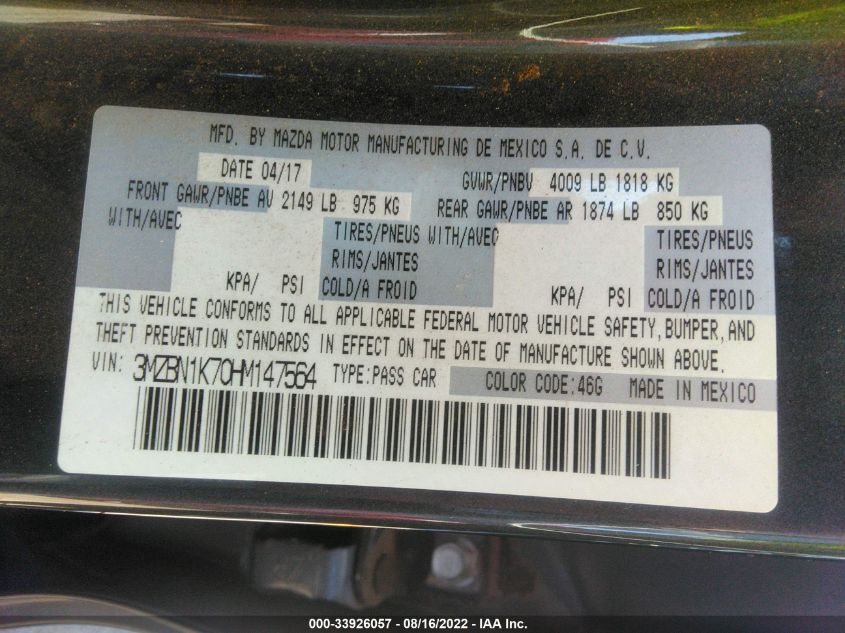 MFD. BY MAZDA MOTOR MANUFACTURING DE MEXICO S.A. DE C.V.
DATE 04/17 GVWR/PNBV 4009 LB 1818 KG
FRONT GAWR/PNBE AV 2149 LB 975 KG REAR GAWR/PNBE AR 1874 LB 850 KG
WITH/AVEC TIRES/PNEUS WITH/AVEC TIRES/PNEUS
RIMS/JANTES RIMS/JANTES
KPA/ PSI COLD/A FROID KPA/ PSI COLD/A FROID
THIS VEHICLE CONFORMS TO ALL APPLICABLE FEDERAL MOTOR VEHICLE SAFETY, BUMPER, AND
THEFT PREVENTION STANDARDS IN EFFECT ON THE DATE OF MANUFACTURE SHOWN ABOVE.
VIN: 3MZBN1K70HM147564 TYPE:PASS CAR COLOR CODE:46G MADE IN MEXICO
000-33926057 - 08/16/2022 - IAA Inc.